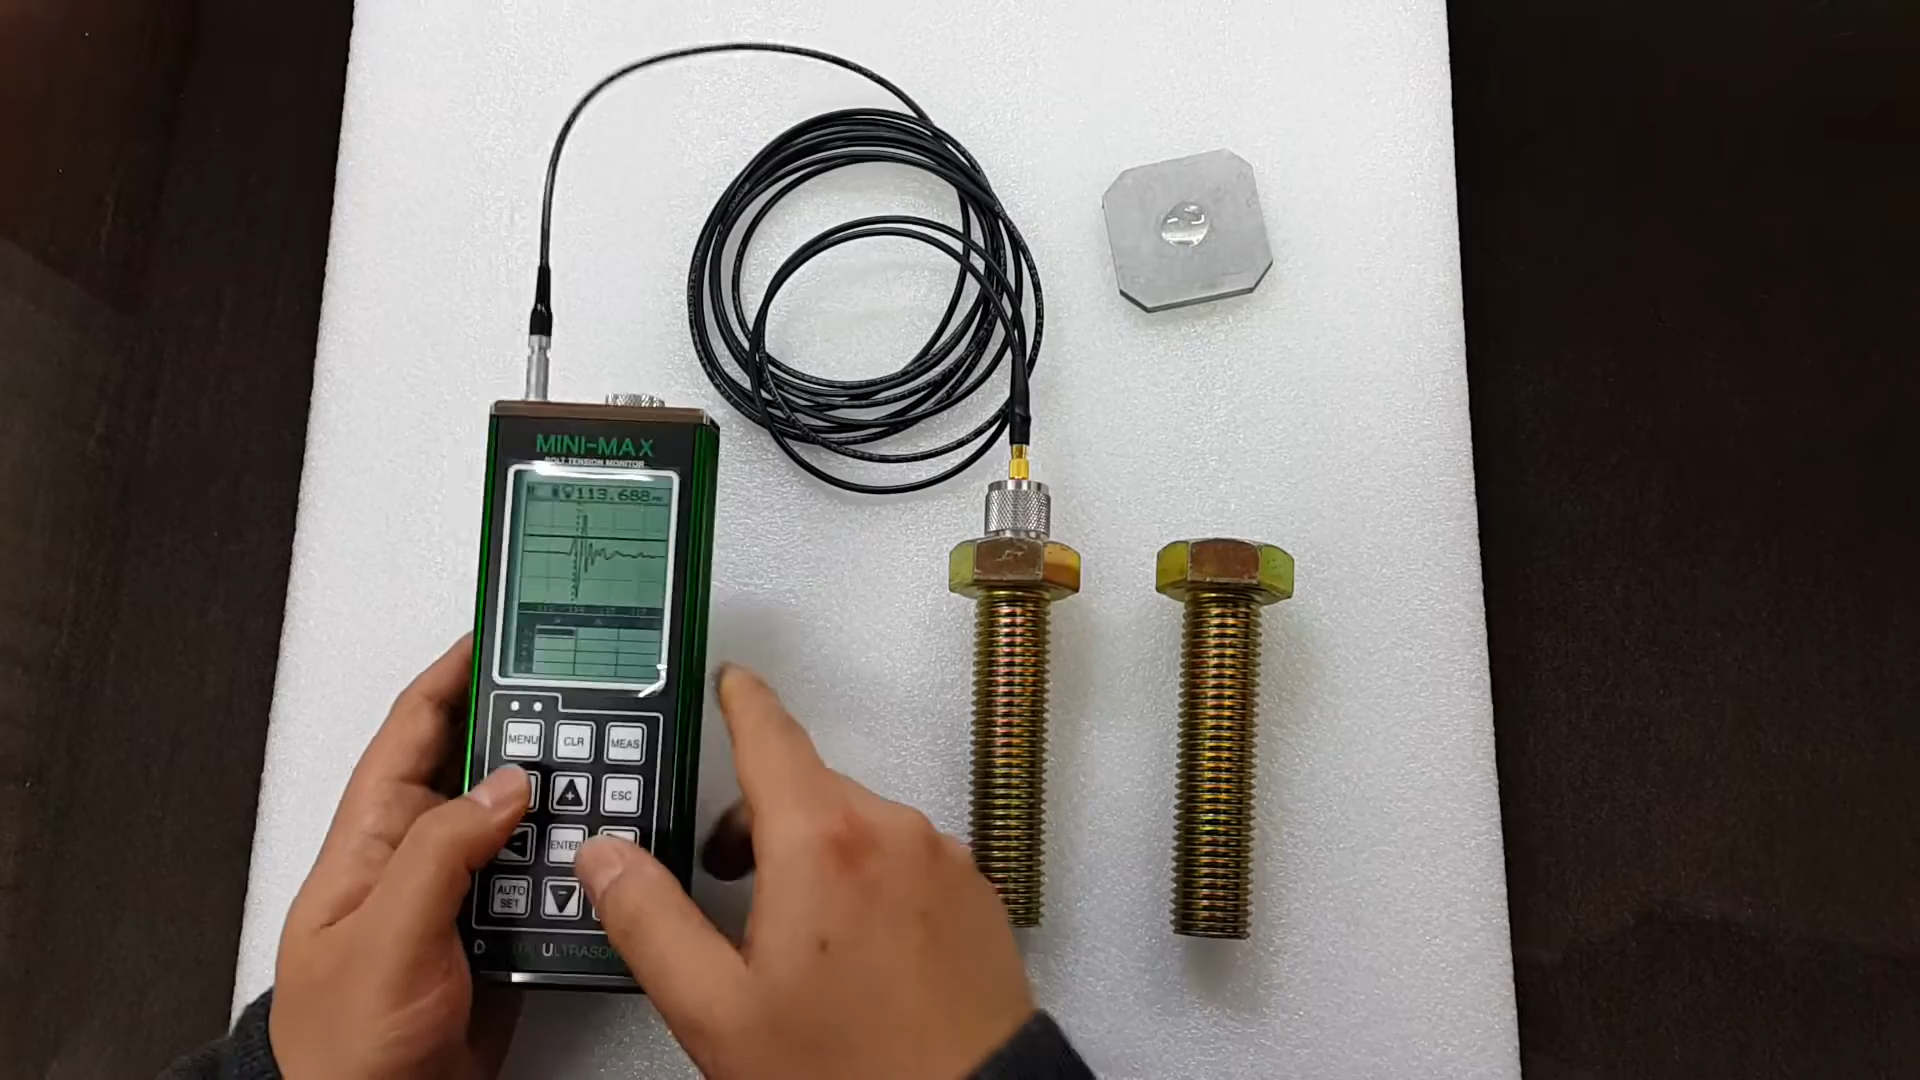 MINI-MAX
BOLT TENSION MONITOR
113.688
MENU
CLR
MEAS
ESC
ENTER
AUTO
SET
ULTRASON